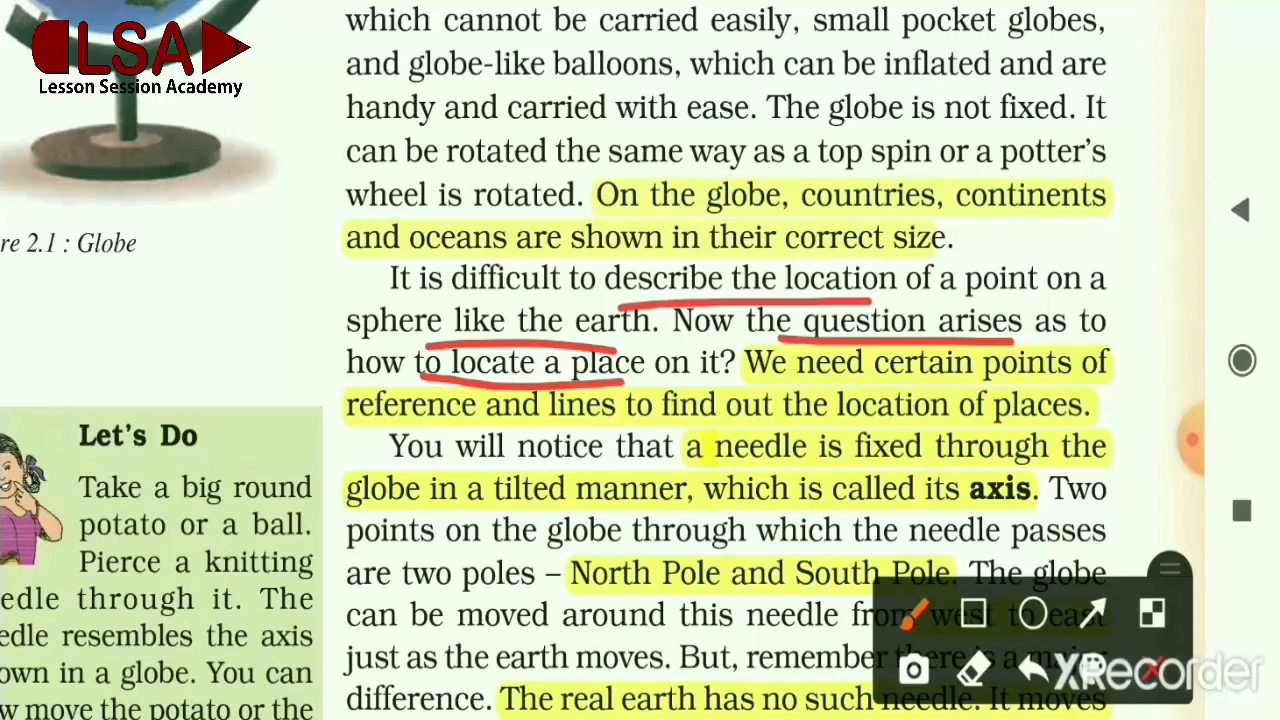 LSA
Lesson Session Academy
re 2.1 : Globe
which cannot be carried easily, small pocket globes,
and globe-like balloons, which can be inflated and are
handy and carried with ease. The globe is not fixed. It
can be rotated the same way as a top spin or a potter's
wheel is rotated. On the globe, countries, continents
and oceans are shown in their correct size.
It is difficult to describe the location of a point on a
sphere like the earth. Now the question arises as to
how to locate a place on it? We need certain points of
reference and lines to find out the location of places.
You will notice that a needle is fixed through the
globe in a tilted manner, which is called its axis. Two
points on the globe through which the needle passes
are two poles – North Pole and South Pole. The globe
can be moved around this needle from west to east
just as the earth moves. But, remember there is a major
difference. The real earth has no such needle. It moves
Let's Do
Take a big round
potato or a ball.
Pierce a knitting
edle through it. The
edle resembles the axis
own in a globe. You can
w move the potato or the
XRecorder